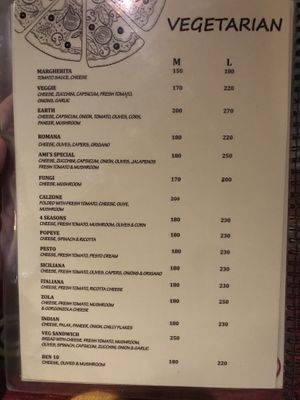 VEGETARIAN
M L
MARGHERITA 150 180
TOMATO SAUCE, CHEESE
VEGGIE 170 220
CHEESE, ZUCCHINI, CAPSICUM, FRESH TOMATO,
ONIONS, GARLIC
EARTH 200 270
CHEESE, CAPSICUM, ONION, TOMATO, OLIVES, CORN,
PANEER, MUSHROOM
ROMANA 180 220
CHEESE, OLIVES, CAPERS, ORIGANO
AMI'S SPECIAL 180 250
CHEESE, ZUCCHINI, CAPSICUM, ONION, OLIVES, JALAPENOS
FRESH TOMATO & MUSHROOM
FUNGI 170 200
CHEESE, MUSHROOM
CALZONE 200
FOLDED WITH FRESH TOMATO, CHEESE, OLIVE,
MUSHROOM
4 SEASONS 180 230
CHEESE, FRESH TOMATO, MUSHROOM, OLIVES & CORN
POPEYE 180 230
CHEESE, SPINACH & RICOTTA
PESTO 180 230
CHEESE, FRESH TOMATO, PESTO CREAM
SICILIANA 180 230
CHEESE, FRESH TOMATO, OLIVES, CAPERS, ONIONS & ORIGANO
ITALIANA 180 230
CHEESE, FRESH TOMATO, RICOTTA CHEESE
ZOLA 180 250
CHEESE, FRESH TOMATO, MUSHROOM
& GORGONZOLA CHEESE
INDIAN 180 230
CHEESE, PALAK, PANEER, ONION, CHILLY FLAKES
VEG SANDWICH 250
BREAD WITH CHEESE, FRESH TOMATO, MUSHROOM,
OLIVES, SPINACH, CAPSICUM, ZUCCHINI, ONION & GARLIC
BEN 10 180 220
CHEESE, OLIVES & MUSHROOM